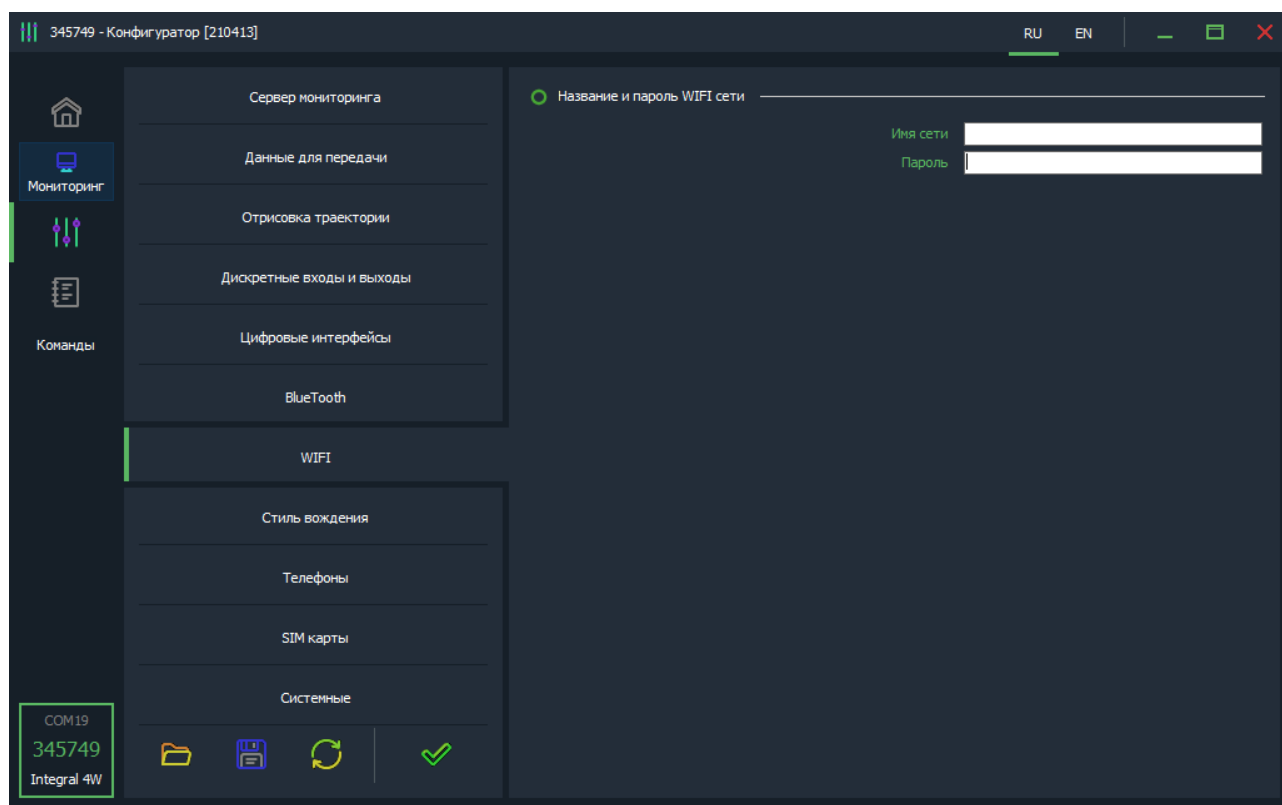 345749 - Конфигуратор [210413]
RU EN
Мониторинг
Команды
COM19
345749
Integral 4W
Сервер мониторинга
Данные для передачи
Отрисовка траектории
Дискретные входы и выходы
Цифровые интерфейсы
BlueTooth
WIFI
Стиль вождения
Телефоны
SIM карты
Системные
Название и пароль WIFI сети
Имя сети
Пароль